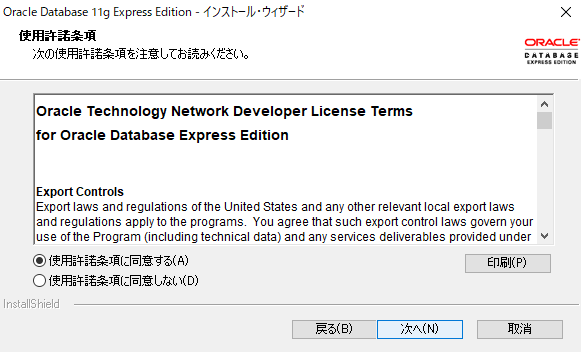 Oracle Database 11g Express Edition - インストール・ウィザード
使用許諾条項
次の使用許諾条項を注意してお読みください。
ORACLE
DATABASE
EXPRESS EDITION
Oracle Technology Network Developer License Terms
for Oracle Database Express Edition
Export Controls
Export laws and regulations of the United States and any other relevant local export laws
and regulations apply to the programs.  You agree that such export control laws govern your
use of the Program (including technical data) and any services deliverables provided under
使用許諾条項に同意する(A)
使用許諾条項に同意しない(D)
印刷(P)
InstallShield
戻る(B)
次へ(N)
取消